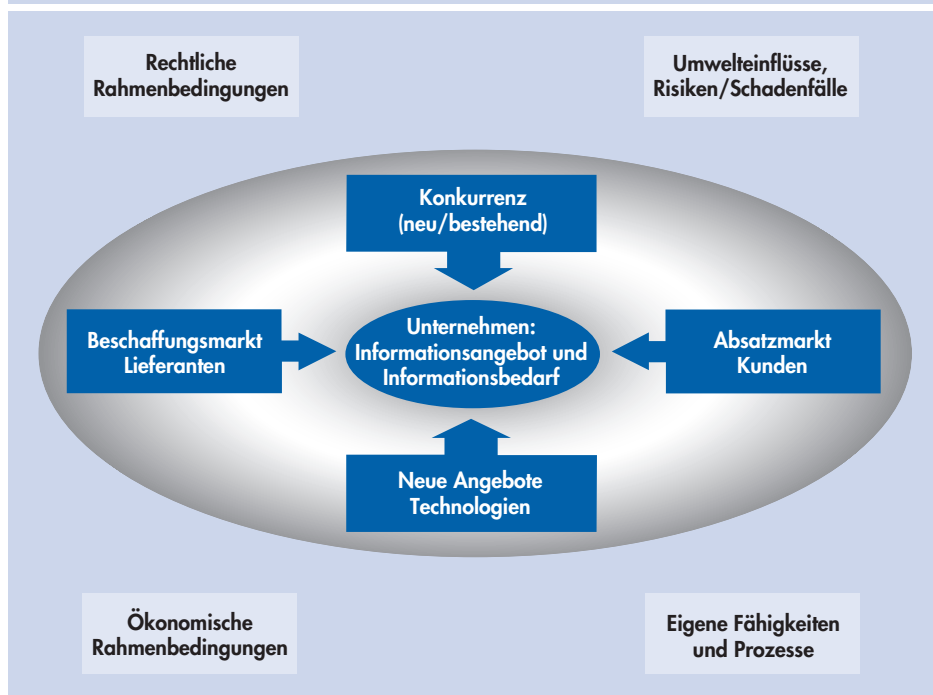 Rechtliche
Rahmenbedingungen
Umwelteinflüsse,
Risiken/Schadenfälle
Konkurrenz
(neu/bestehend)
Beschaffungsmarkt
Lieferanten
Unternehmen:
Informationsangebot und
Informationsbedarf
Absatzmarkt
Kunden
Neue Angebote
Technologien
Ökonomische
Rahmenbedingungen
Eigene Fähigkeiten
und Prozesse